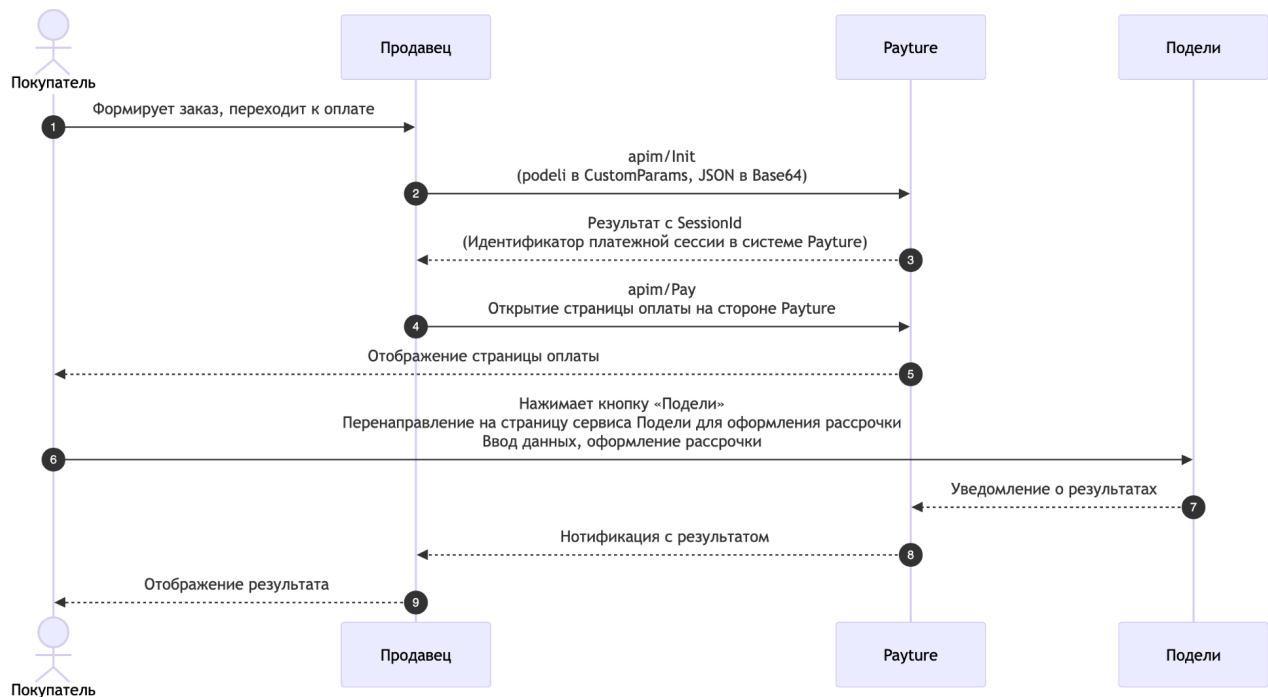 Покупатель
Продавец
Payture
Подели
Формирует заказ, переходит к оплате
1
apim/Init
(podeli в CustomParams, JSON в Base64)
2
Результат с SessionId
(Идентификатор платежной сессии в системе Payture)
3
apim/Pay
Открытие страницы оплаты на стороне Payture
4
Отображение страницы оплаты
5
Нажимает кнопку «Подели»
Перенаправление на страницу сервиса Подели для оформления рассрочки
Ввод данных, оформление рассрочки
6
Уведомление о результатах
7
Нотификация с результатом
8
Отображение результата
9
Покупатель
Продавец
Payture
Подели